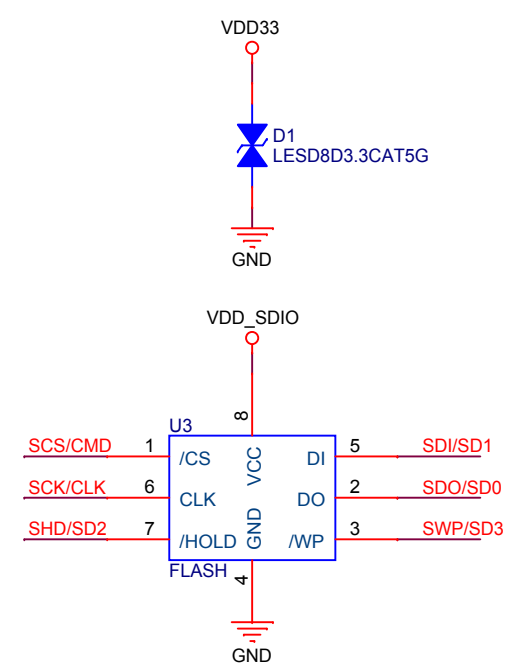 VDD33
D1
LESD8D3.3CAT5G
GND
VDD_SDIO
8
U3
SCS/CMD 1 /CS VCC DI 5 SDI/SD1
SCK/CLK 6 CLK DO 2 SDO/SD0
SHD/SD2 7 /HOLD GND /WP 3 SWP/SD3
FLASH
4
GND